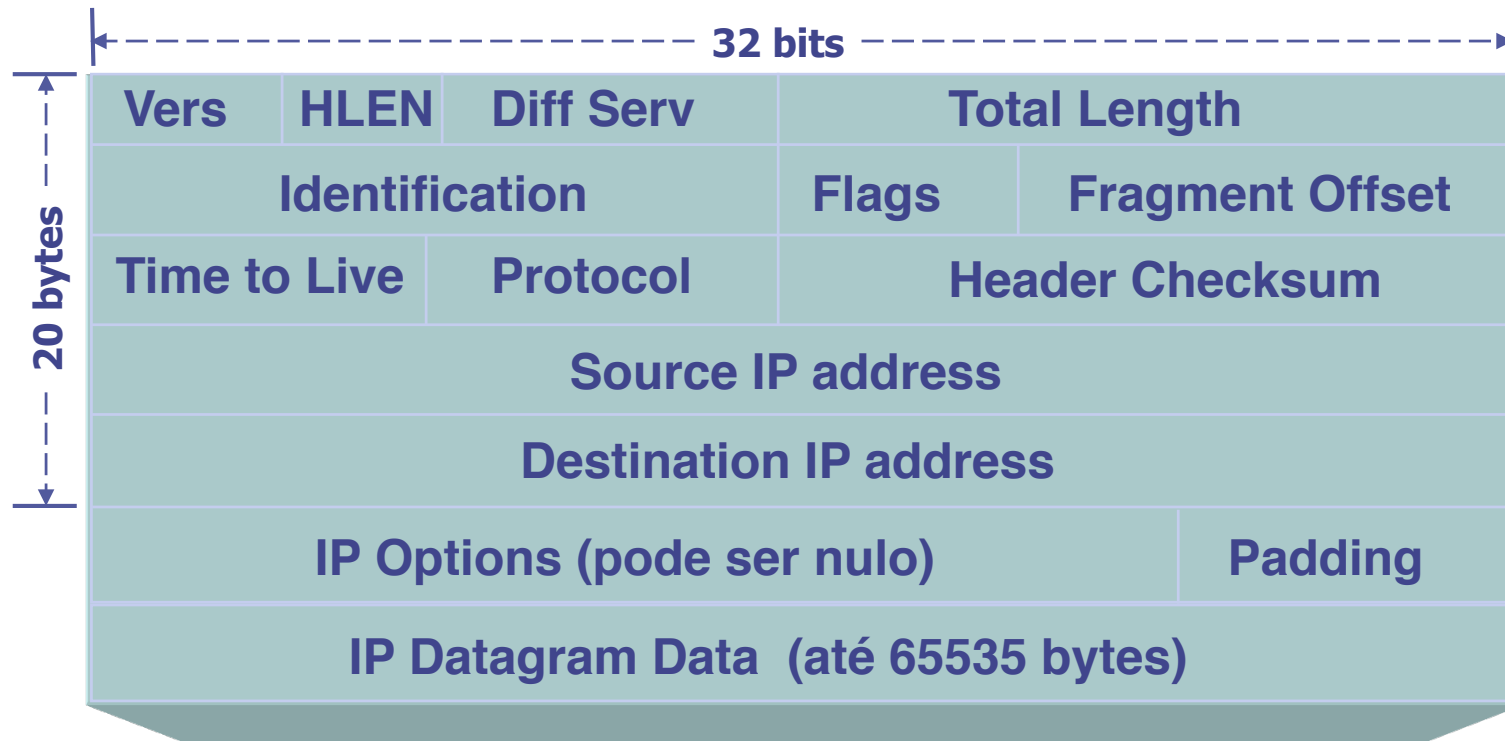 32 bits
20 bytes
Vers HLEN Diff Serv Total Length
Identification Flags Fragment Offset
Time to Live Protocol Header Checksum
Source IP address
Destination IP address
IP Options (pode ser nulo) Padding
IP Datagram Data (até 65535 bytes)